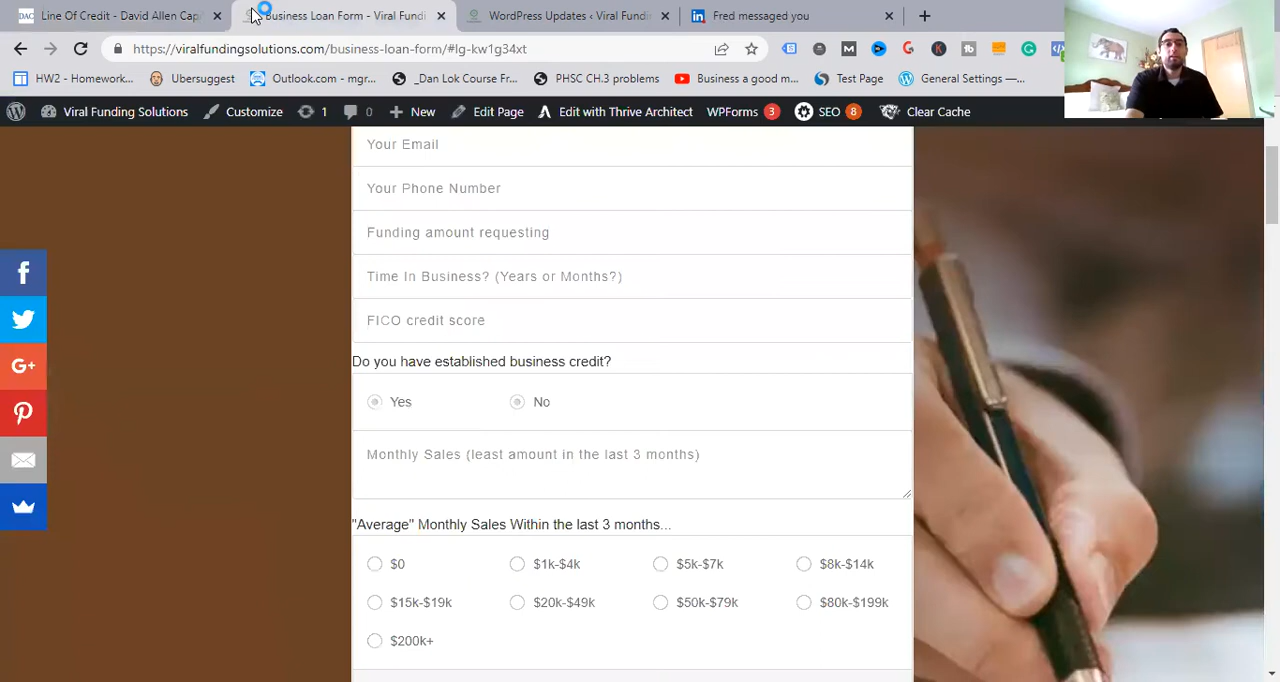 DAC Line Of Credit - David Allen Cap
Business Loan Form - Viral Fundi
WordPress Updates ‹ Viral Fundin
in Fred messaged you
https://viralfundingsolutions.com/business-loan-form/#lg-kw1g34xt
HW2 - Homework...
Ubersuggest
Outlook.com - mgr...
_Dan Lok Course Fr...
PHSC CH.3 problems
Business a good m...
Test Page
General Settings —...
Viral Funding Solutions
Customize
1
0
New
Edit Page
Edit with Thrive Architect
WPForms 3
SEO 8
Clear Cache
Your Email
Your Phone Number
Funding amount requesting
Time In Business? (Years or Months?)
FICO credit score
Do you have established business credit?
Yes No
Monthly Sales (least amount in the last 3 months)
"Average" Monthly Sales Within the last 3 months...
$0 $1k-$4k $5k-$7k $8k-$14k
$15k-$19k $20k-$49k $50k-$79k $80k-$199k
$200k+